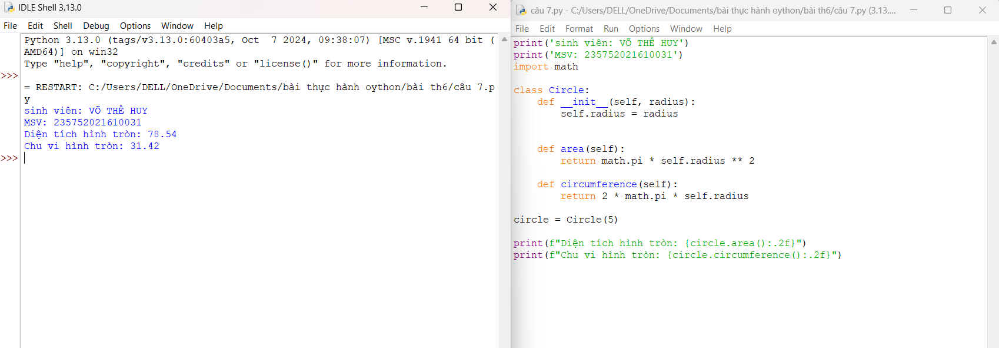 IDLE Shell 3.13.0
File Edit Shell Debug Options Window Help
Python 3.13.0 (tags/v3.13.0:60403a5, Oct  7 2024, 09:38:07) [MSC v.1941 64 bit (
AMD64)] on win32
Type "help", "copyright", "credits" or "license()" for more information.
>>>
= RESTART: C:/Users/DELL/OneDrive/Documents/bài thực hành oython/bài th6/câu 7.p
y
sinh viên: VÕ THẾ HUY
MSV: 235752021610031
Diện tích hình tròn: 78.54
Chu vi hình tròn: 31.42
>>>
câu 7.py - C:/Users/DELL/OneDrive/Documents/bài thực hành oython/bài th6/câu 7.py (3.13....
File Edit Format Run Options Window Help
print('sinh viên: VÕ THẾ HUY')
print('MSV: 235752021610031')
import math
class Circle:
    def __init__(self, radius):
        self.radius = radius
    def area(self):
        return math.pi * self.radius ** 2
    def circumference(self):
        return 2 * math.pi * self.radius
circle = Circle(5)
print(f"Diện tích hình tròn: {circle.area():.2f}")
print(f"Chu vi hình tròn: {circle.circumference():.2f}")